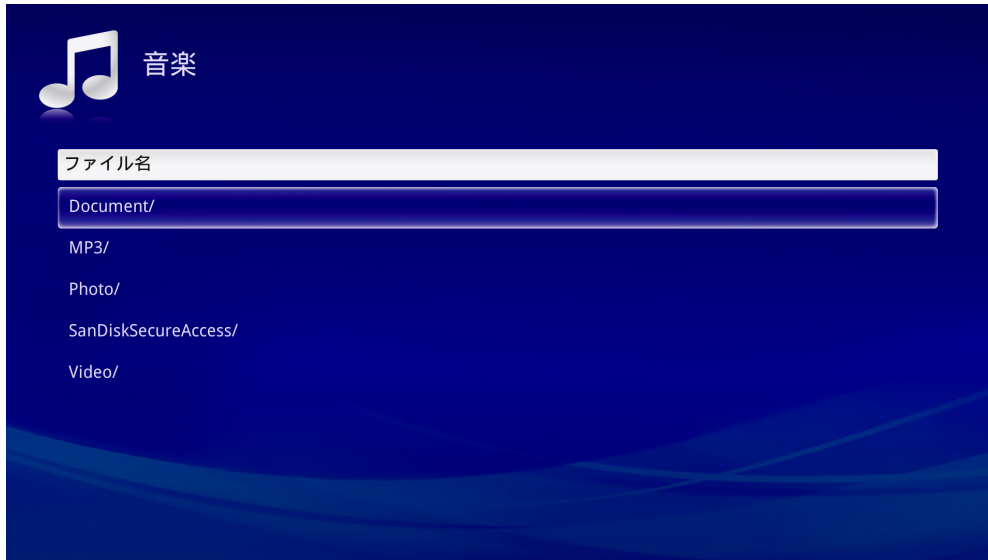 音楽
ファイル名
Document/
MP3/
Photo/
SanDiskSecureAccess/
Video/